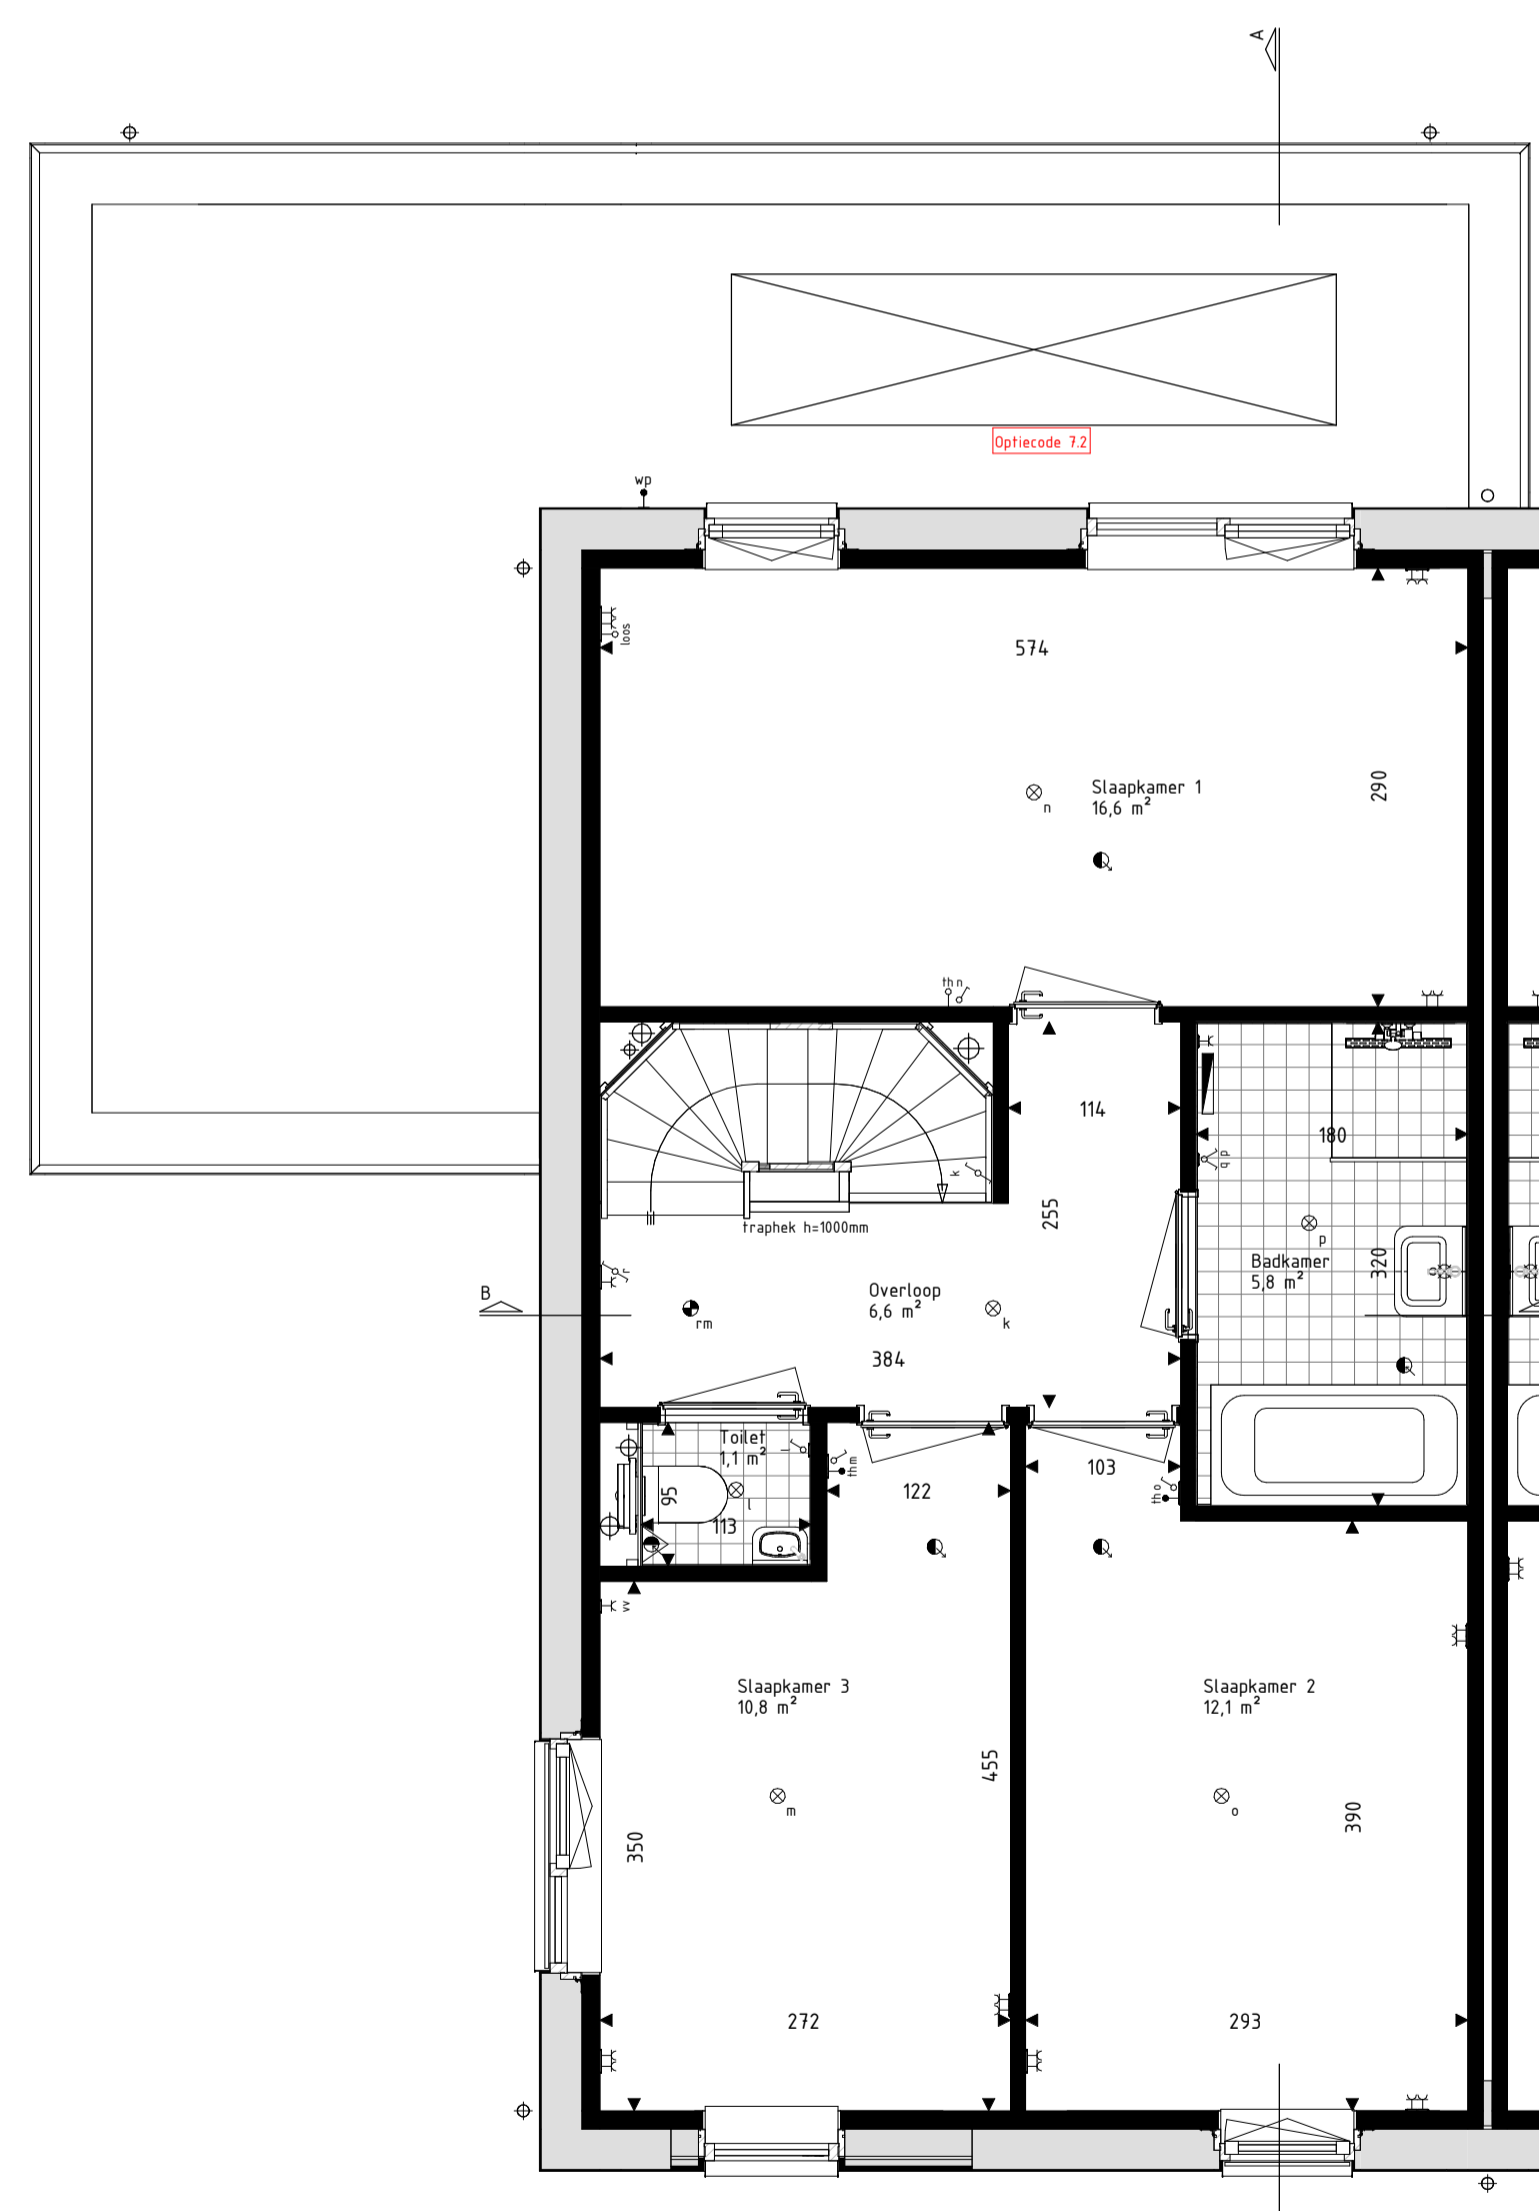 A
Optiecode 7.2
wp
loos
574
290
Slaapkamer 1
16,6 m²
n
th n
114
180
k
q p
traphek h=1000mm
255
320
p
Badkamer
5,8 m²
r
B
Overloop
6,6 m²
rm
k
384
Toilet
1,1 m²
l
th m
95
l
113
122
103
th o
vv
Slaapkamer 3
10,8 m²
Slaapkamer 2
12,1 m²
455
m
o
350
390
272
293